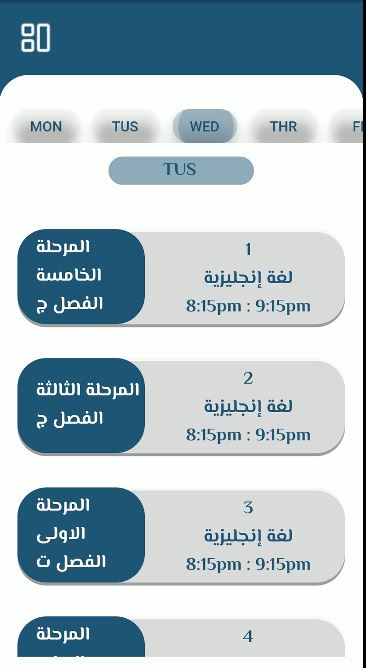 MON TUS WED THR
TUS
المرحلة
الخامسة
الفصل ج
1
لغة إنجليزية
8:15pm : 9:15pm
المرحلة الثالثة
الفصل ج
2
لغة إنجليزية
8:15pm : 9:15pm
المرحلة
الاولى
الفصل ت
3
لغة إنجليزية
8:15pm : 9:15pm
المرحلة
4